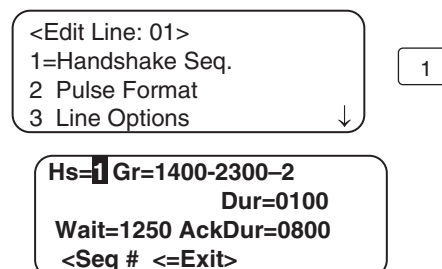 <Edit Line: 01>
1=Handshake Seq.
1
2 Pulse Format
3 Line Options ↓
Hs=1 Gr=1400-2300–2
Dur=0100
Wait=1250 AckDur=0800
<Seq # <=Exit>